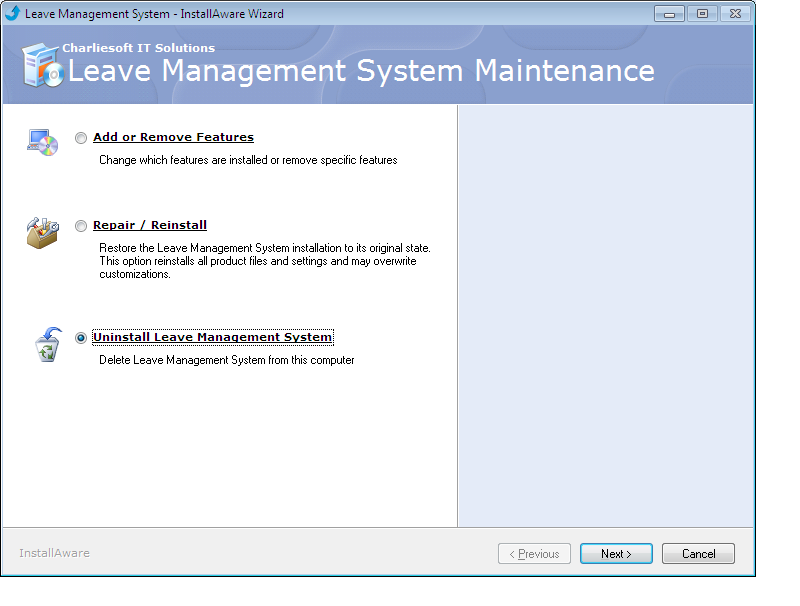 Leave Management System - InstallAware Wizard
Charliesoft IT Solutions
Leave Management System Maintenance
Add or Remove Features
Change which features are installed or remove specific features
Repair / Reinstall
Restore the Leave Management System installation to its original state.
This option reinstalls all product files and settings and may overwrite
customizations.
Uninstall Leave Management System
Delete Leave Management System from this computer
InstallAware
< Previous
Next >
Cancel